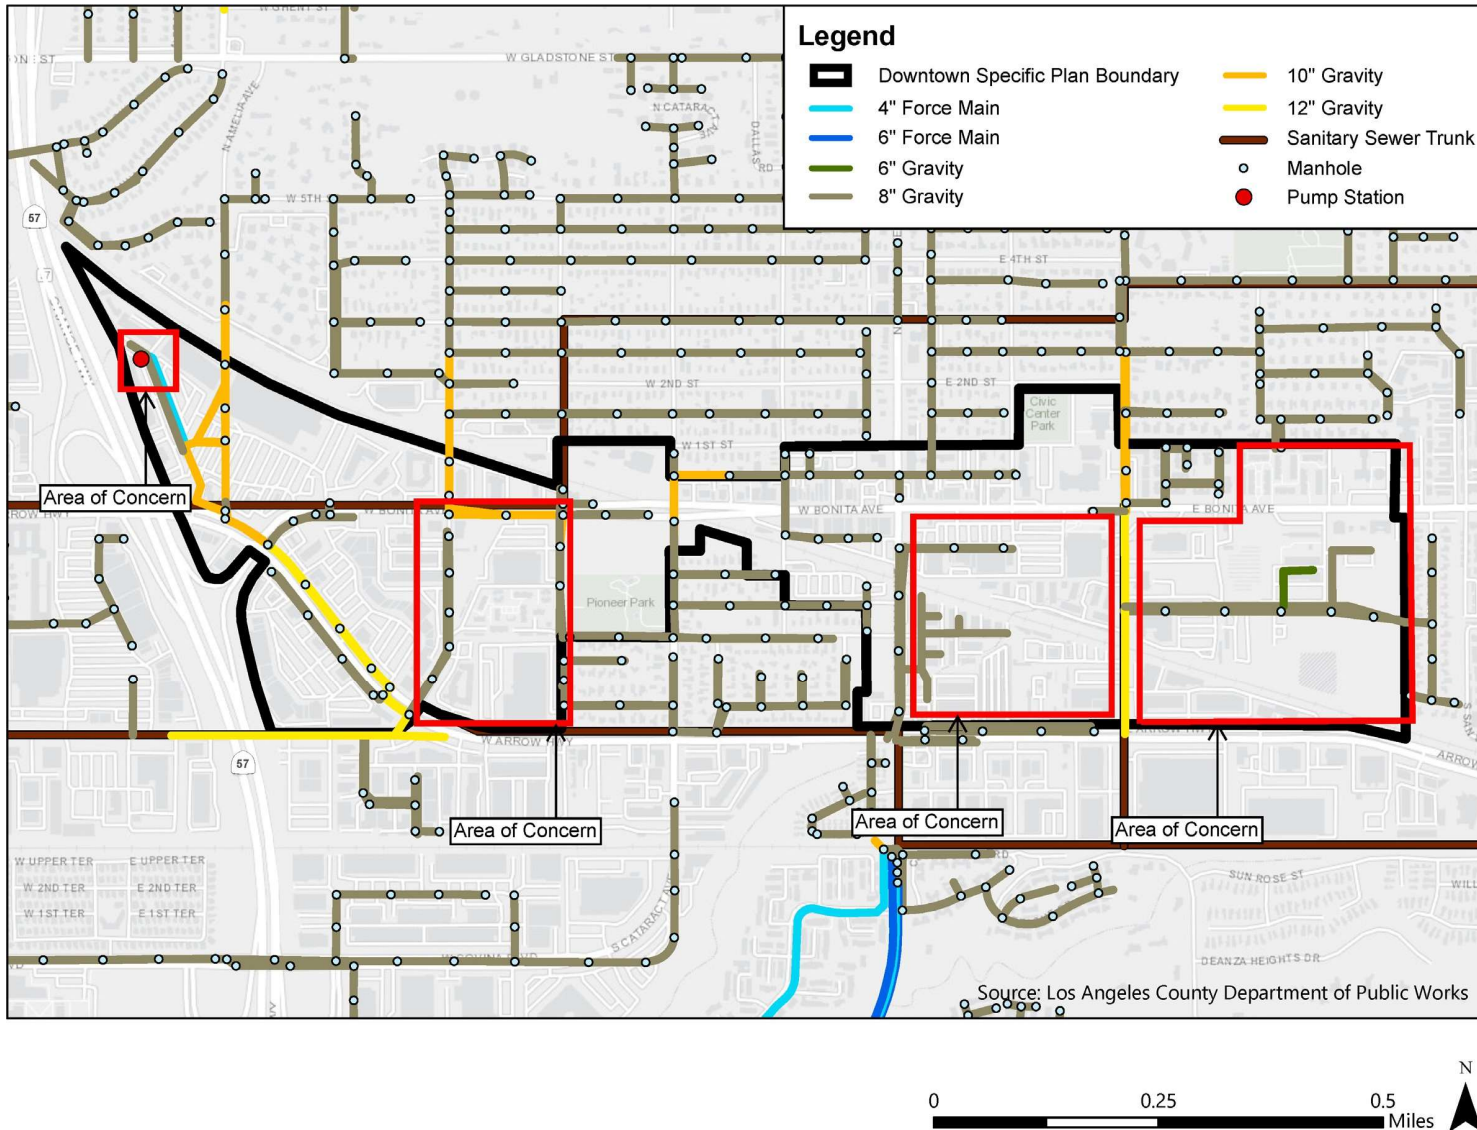 W GHENT ST
Legend
Downtown Specific Plan Boundary
4" Force Main
6" Force Main
6" Gravity
8" Gravity
10" Gravity
12" Gravity
Sanitary Sewer Trunk
Manhole
Pump Station
W GLADSTONE ST
N CATARACT AVE
DALLAS RD
N AMELIA AVE
W 5TH
57
E 4TH ST
W 2ND ST
E 2ND ST
Civic
Center
Park
W 1ST ST
Area of Concern
W BONITA AVE
W BONITA AVE
E BONITA AVE
Pioneer Park
W ARROW HWY
57
Area of Concern
Area of Concern
Area of Concern
W UPPER TER
E UPPER TER
W 2ND TER
E 2ND TER
W 1ST TER
E 1ST TER
S CATARACT AVE
SUN ROSE ST
DEANZA HEIGHTS DR
Source: Los Angeles County Department of Public Works
N
0
0.25
0.5
Miles